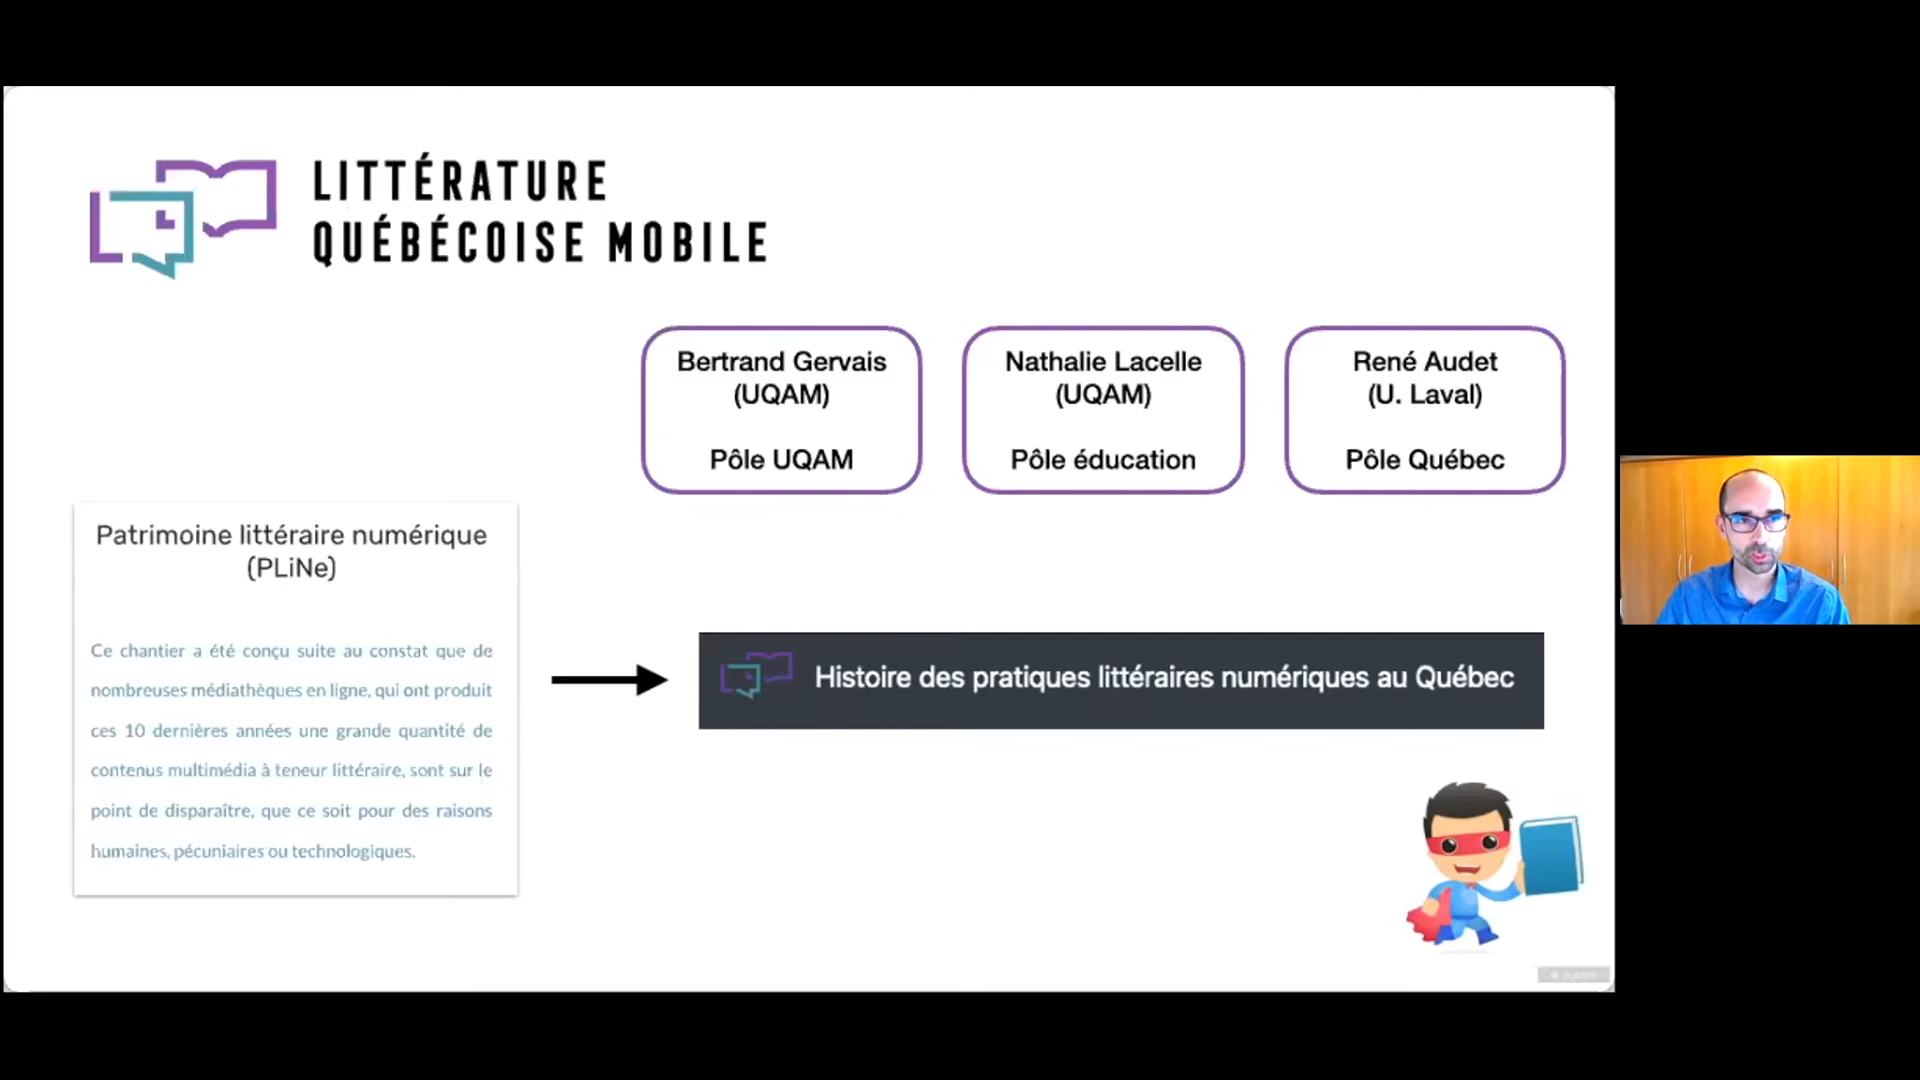 LITTÉRATURE
QUÉBÉCOISE MOBILE
Bertrand Gervais
(UQAM)
Pôle UQAM
Nathalie Lacelle
(UQAM)
Pôle éducation
René Audet
(U. Laval)
Pôle Québec
Patrimoine littéraire numérique
(PLiNe)
Ce chantier a été conçu suite au constat que de
nombreuses médiathèques en ligne, qui ont produit
ces 10 dernières années une grande quantité de
contenus multimédia à teneur littéraire, sont sur le
point de disparaître, que ce soit pour des raisons
humaines, pécuniaires ou technologiques.
Histoire des pratiques littéraires numériques au Québec